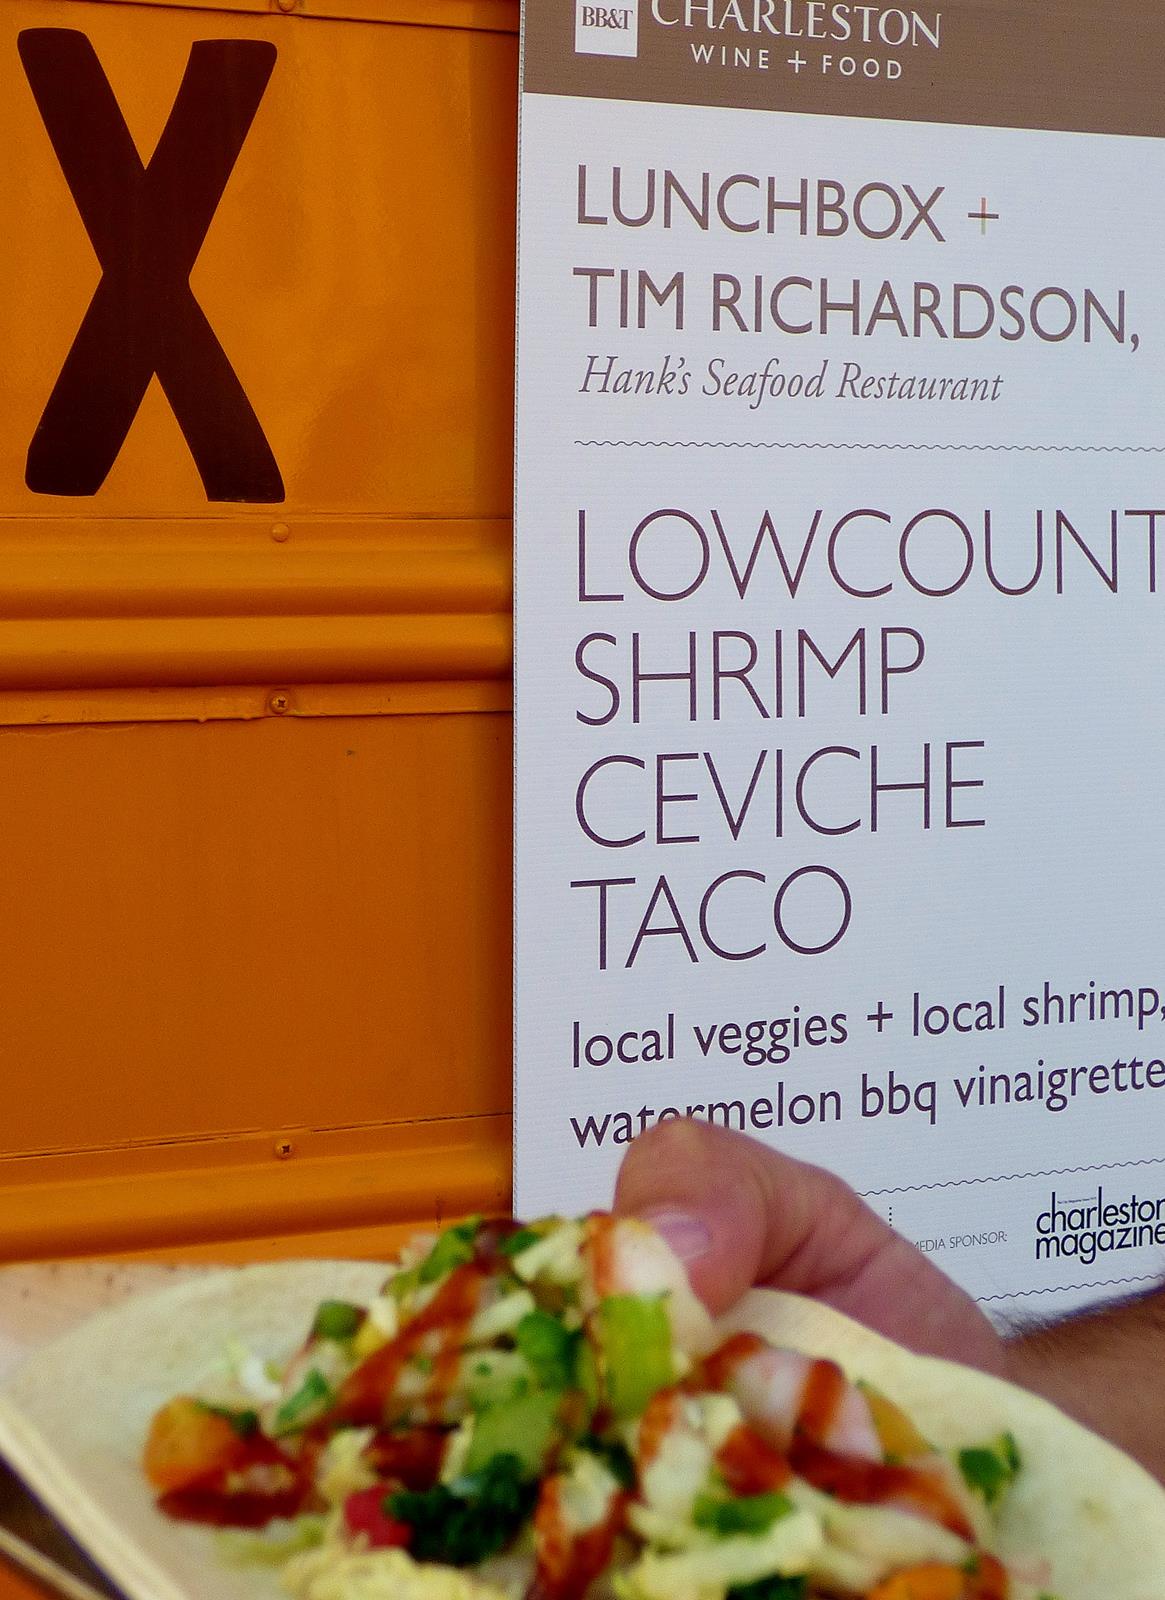 X
BB&T
CHARLESTON
WINE + FOOD
LUNCHBOX +
TIM RICHARDSON,
Hank's Seafood Restaurant
LOWCOUNT
SHRIMP
CEVICHE
TACO
local veggies + local shrimp,
watermelon bbq vinaigrette
MEDIA SPONSOR:
charleston
magazine